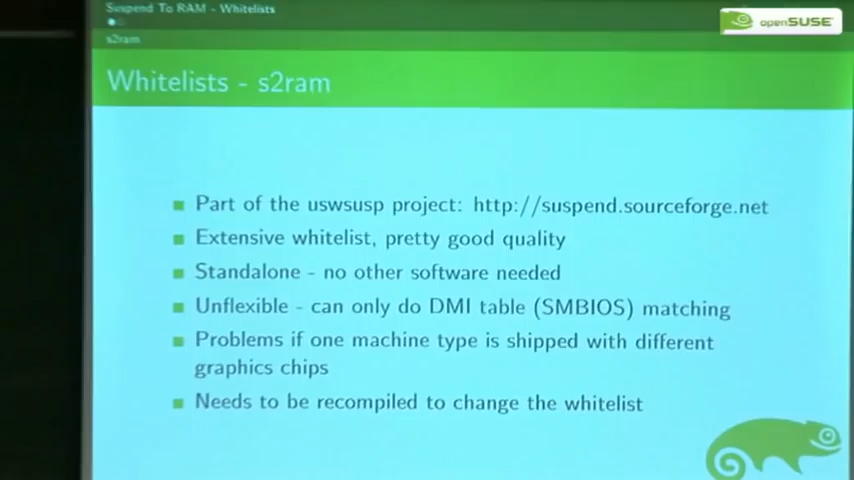 Suspend To RAM - Whitelists
openSUSE
s2ram
Whitelists - s2ram
Part of the uswsusp project: http://suspend.sourceforge.net
Extensive whitelist, pretty good quality
Standalone - no other software needed
Unflexible - can only do DMI table (SMBIOS) matching
Problems if one machine type is shipped with different
graphics chips
Needs to be recompiled to change the whitelist